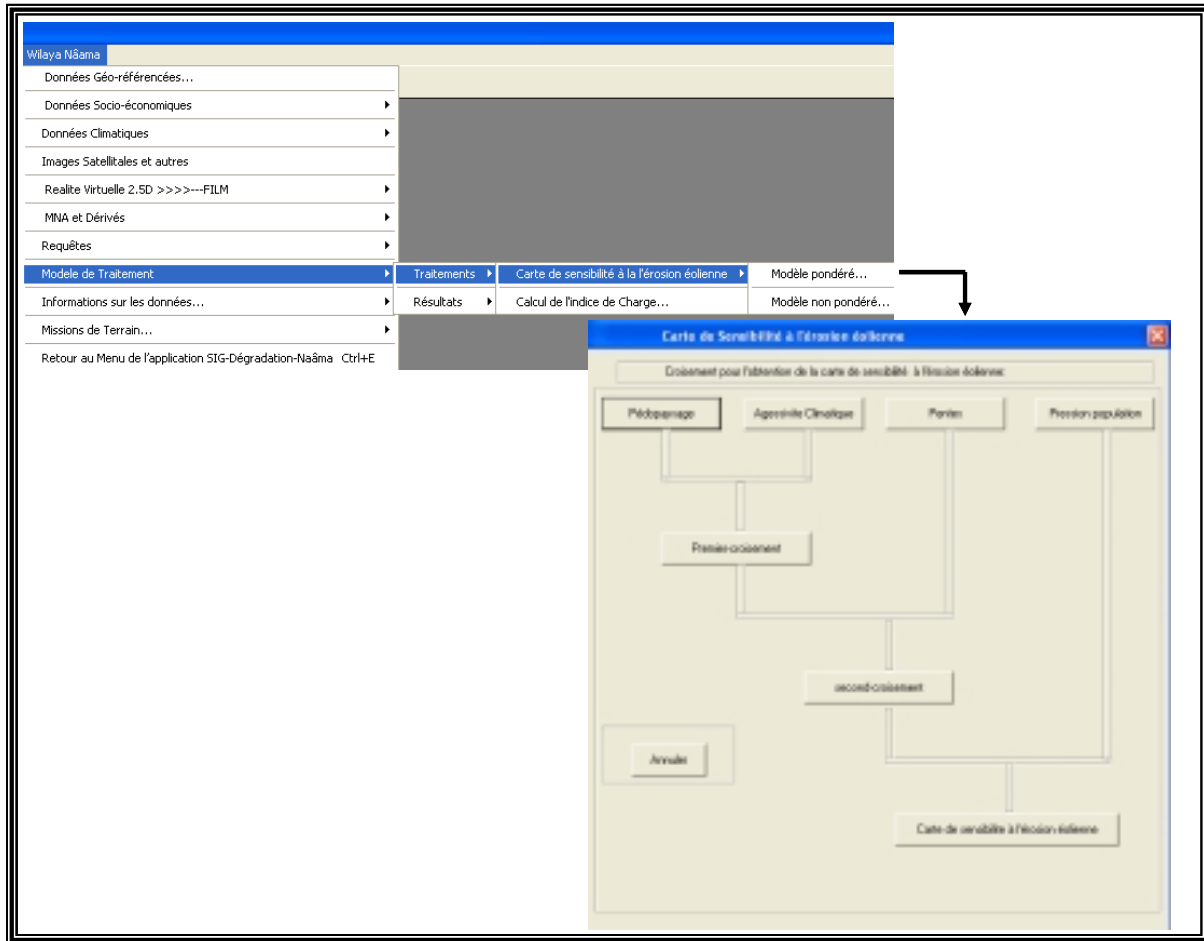 Wilaya Nâama
Données Géo-référencées...
Données Socio-économiques
Données Climatiques
Images Satellitales et autres
Realite Virtuelle 2.5D >>>>---FILM
MNA et Dérivés
Requêtes
Modele de Traitement
Traitements
Carte de sensibilité à la l'érosion éolienne
Modèle pondéré...
Informations sur les données...
Résultats
Calcul de l'indice de Charge...
Modèle non pondéré...
Missions de Terrain...
Retour au Menu de l'application SIG-Dégradation-Naâma Ctrl+E
Carte de Sensibilité à l'érosion éolienne
Croisement pour l'obtention de la carte de sensibilité à l'érosion éolienne:
Pédopaysage
Agressivite Climatique
Pentes
Pression population
Premier-croisement
second-croisement
Annuler
Carte de sensibilite à l'érosion éolienne